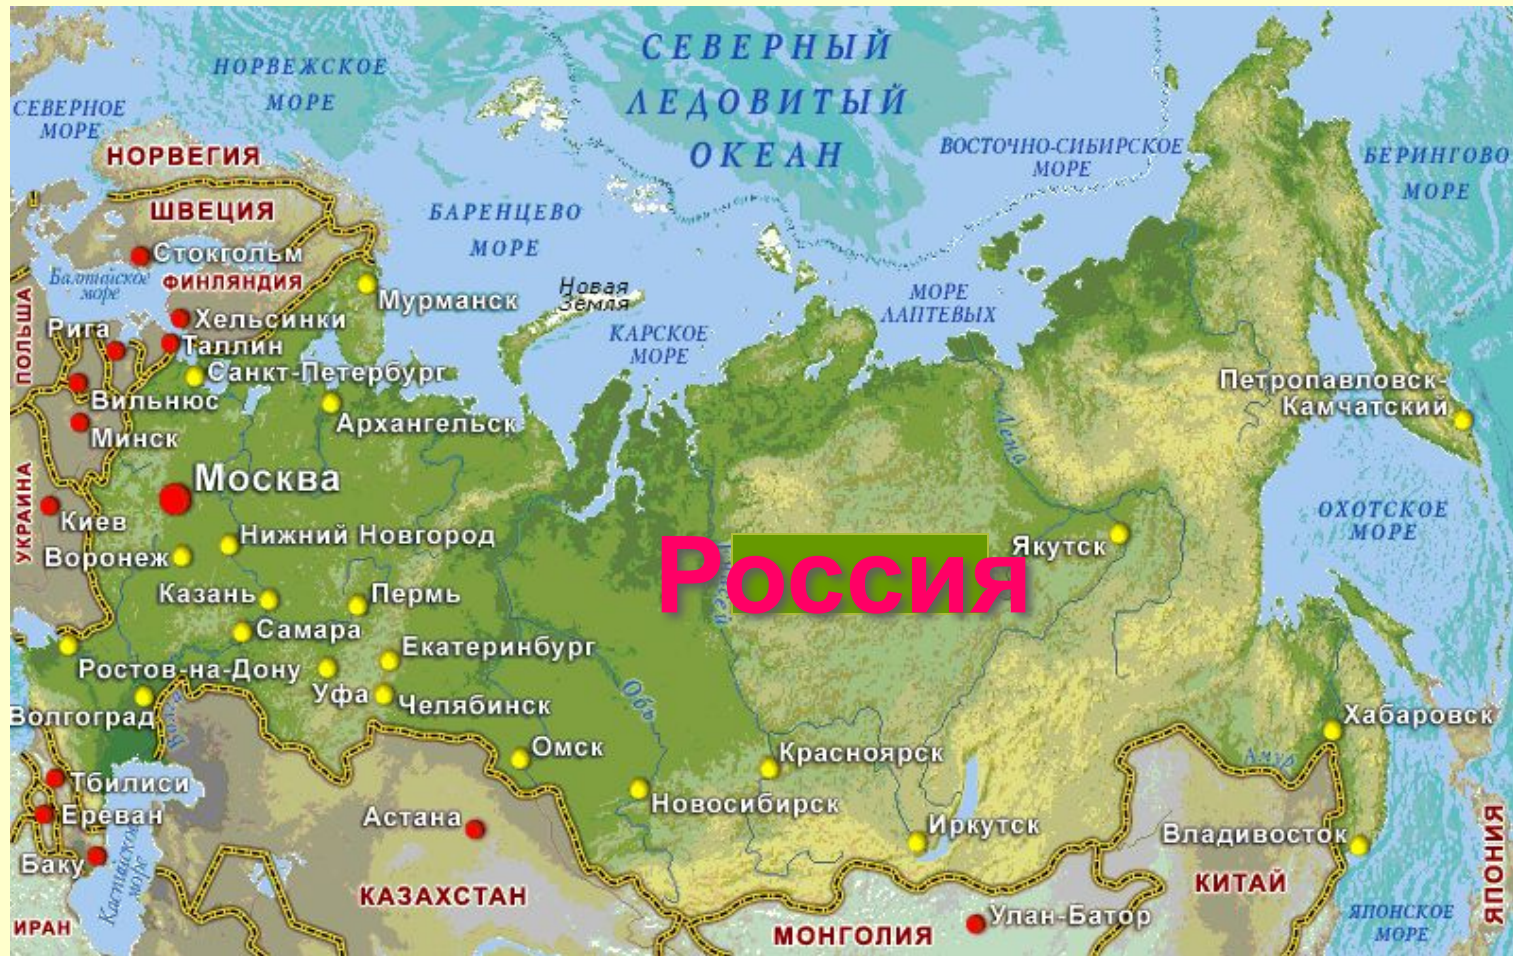 СЕВЕРНЫЙ
ЛЕДОВИТЫЙ
ОКЕАН
НОРВЕЖСКОЕ
МОРЕ
СЕВЕРНОЕ
МОРЕ
ВОСТОЧНО-СИБИРСКОЕ
МОРЕ
БЕРИНГОВО
МОРЕ
НОРВЕГИЯ
ШВЕЦИЯ
БАРЕНЦЕВО
МОРЕ
Стокгольм
Балтийское
море
ФИНЛЯНДИЯ
Мурманск
Новая
Земля
МОРЕ
ЛАПТЕВЫХ
КАРСКОЕ
МОРЕ
ПОЛЬША
Рига
Хельсинки
Таллин
Санкт-Петербург
Вильнюс
Архангельск
Минск
Петропавловск-
Камчатский
Лена
Москва
УКРАИНА
Киев
ОХОТСКОЕ
МОРЕ
Нижний Новгород
Воронеж
Россия
Якутск
Казань
Пермь
Самара
Екатеринбург
Ростов-на-Дону
Уфа
Челябинск
Обь
Волгоград
Волга
Омск
Красноярск
Хабаровск
Амур
Тбилиси
Новосибирск
Ереван
Астана
Иркутск
Владивосток
Баку
Каспийское
море
КАЗАХСТАН
КИТАЙ
ЯПОНИЯ
ИРАН
МОНГОЛИЯ
Улан-Батор
ЯПОНСКОЕ
МОРЕ